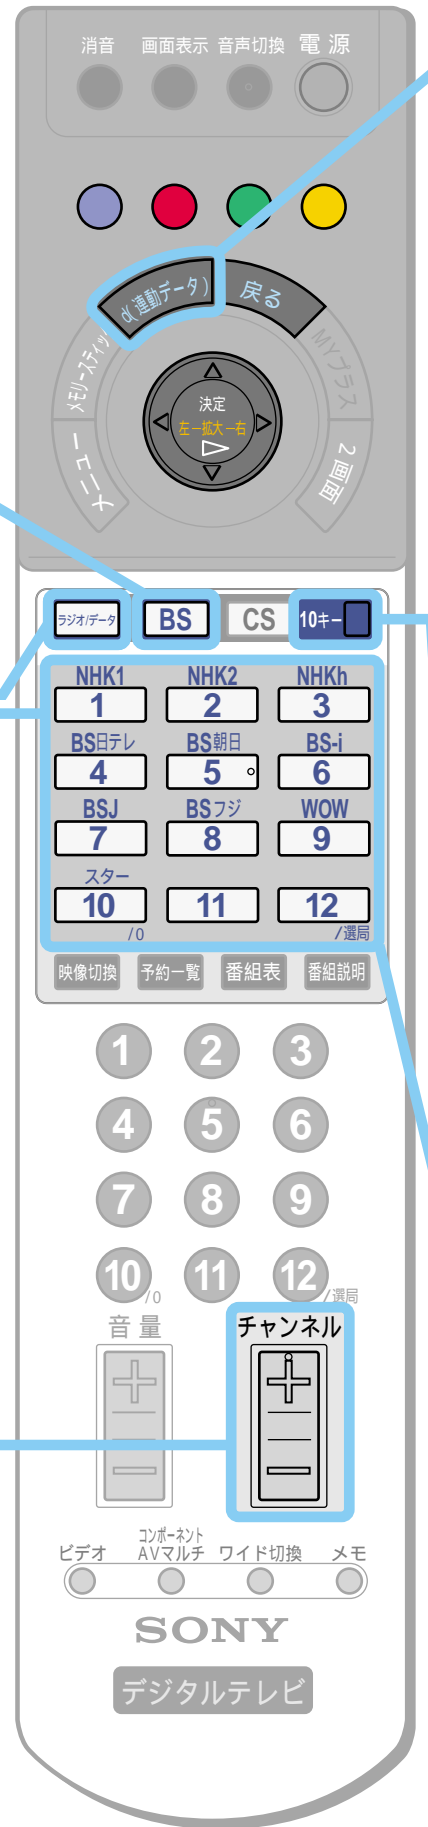 消音 画面表示 音声切換 電源
d(連動データ) 戻る
メモリースティック MYプラス
決定
左ー拡大ー右
メニュー 2画面
ラジオ/データ BS CS 10キー
NHK1 NHK2 NHKh
1 2 3
BS日テレ BS朝日 BS-i
4 5 6
BSJ BSフジ WOW
7 8 9
スター
10 11 12
/0 /選局
映像切換 予約一覧 番組表 番組説明
1 2 3
4 5 6
7 8 9
10 11 12
/0 /選局
音量 チャンネル
コンポーネント
ビデオ AVマルチ ワイド切換 メモ
SONY
デジタルテレビ